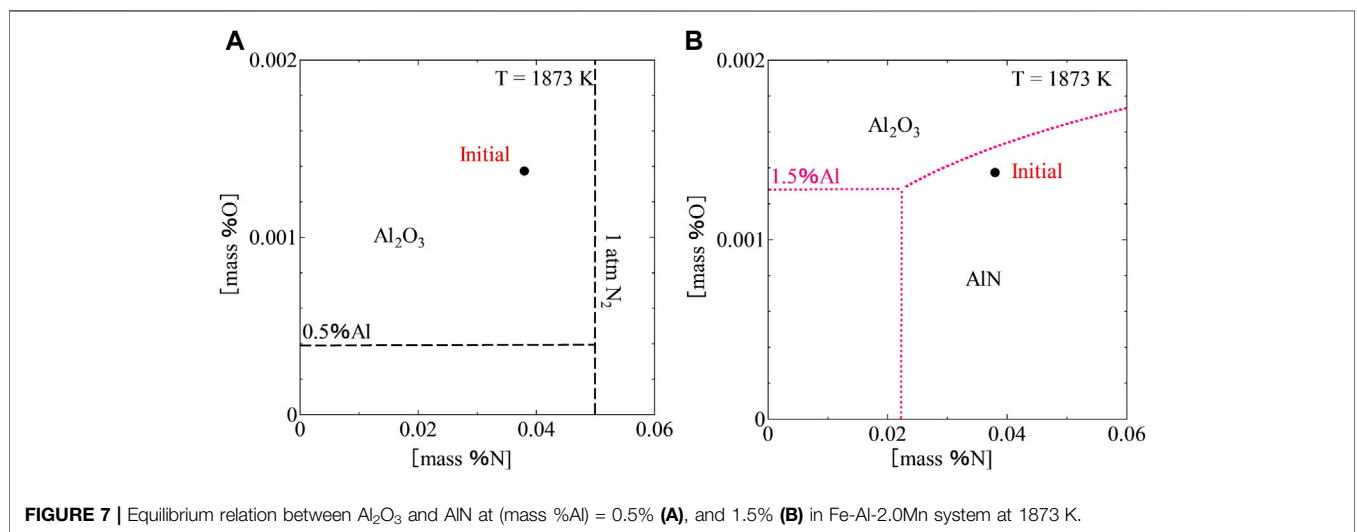 A
0.002
T = 1873 K
Initial
0.001
Al₂O₃
1 atm N₂
0.5%Al
0
0
0.02
0.04
0.06
[mass %O]
[mass %N]
B
0.002
T = 1873 K
Al₂O₃
Initial
1.5%Al
0.001
AlN
0
0
0.02
0.04
0.06
[mass %O]
[mass %N]
FIGURE 7 | Equilibrium relation between Al₂O₃ and AlN at (mass %Al) = 0.5% (A), and 1.5% (B) in Fe-Al-2.0Mn system at 1873 K.